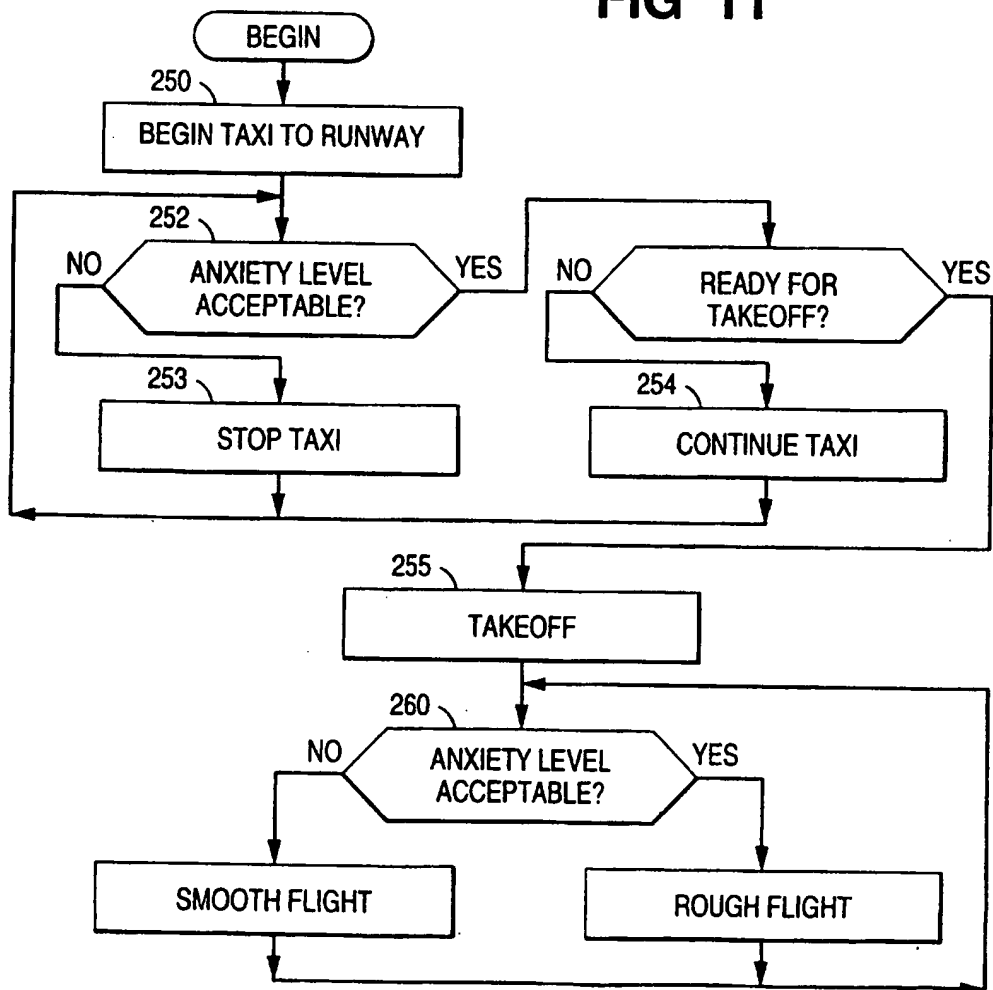 FIG 11
BEGIN
250
BEGIN TAXI TO RUNWAY
252
NO
ANXIETY LEVEL
ACCEPTABLE?
YES
NO
READY FOR
TAKEOFF?
YES
253
STOP TAXI
254
CONTINUE TAXI
255
TAKEOFF
260
NO
ANXIETY LEVEL
ACCEPTABLE?
YES
SMOOTH FLIGHT
ROUGH FLIGHT